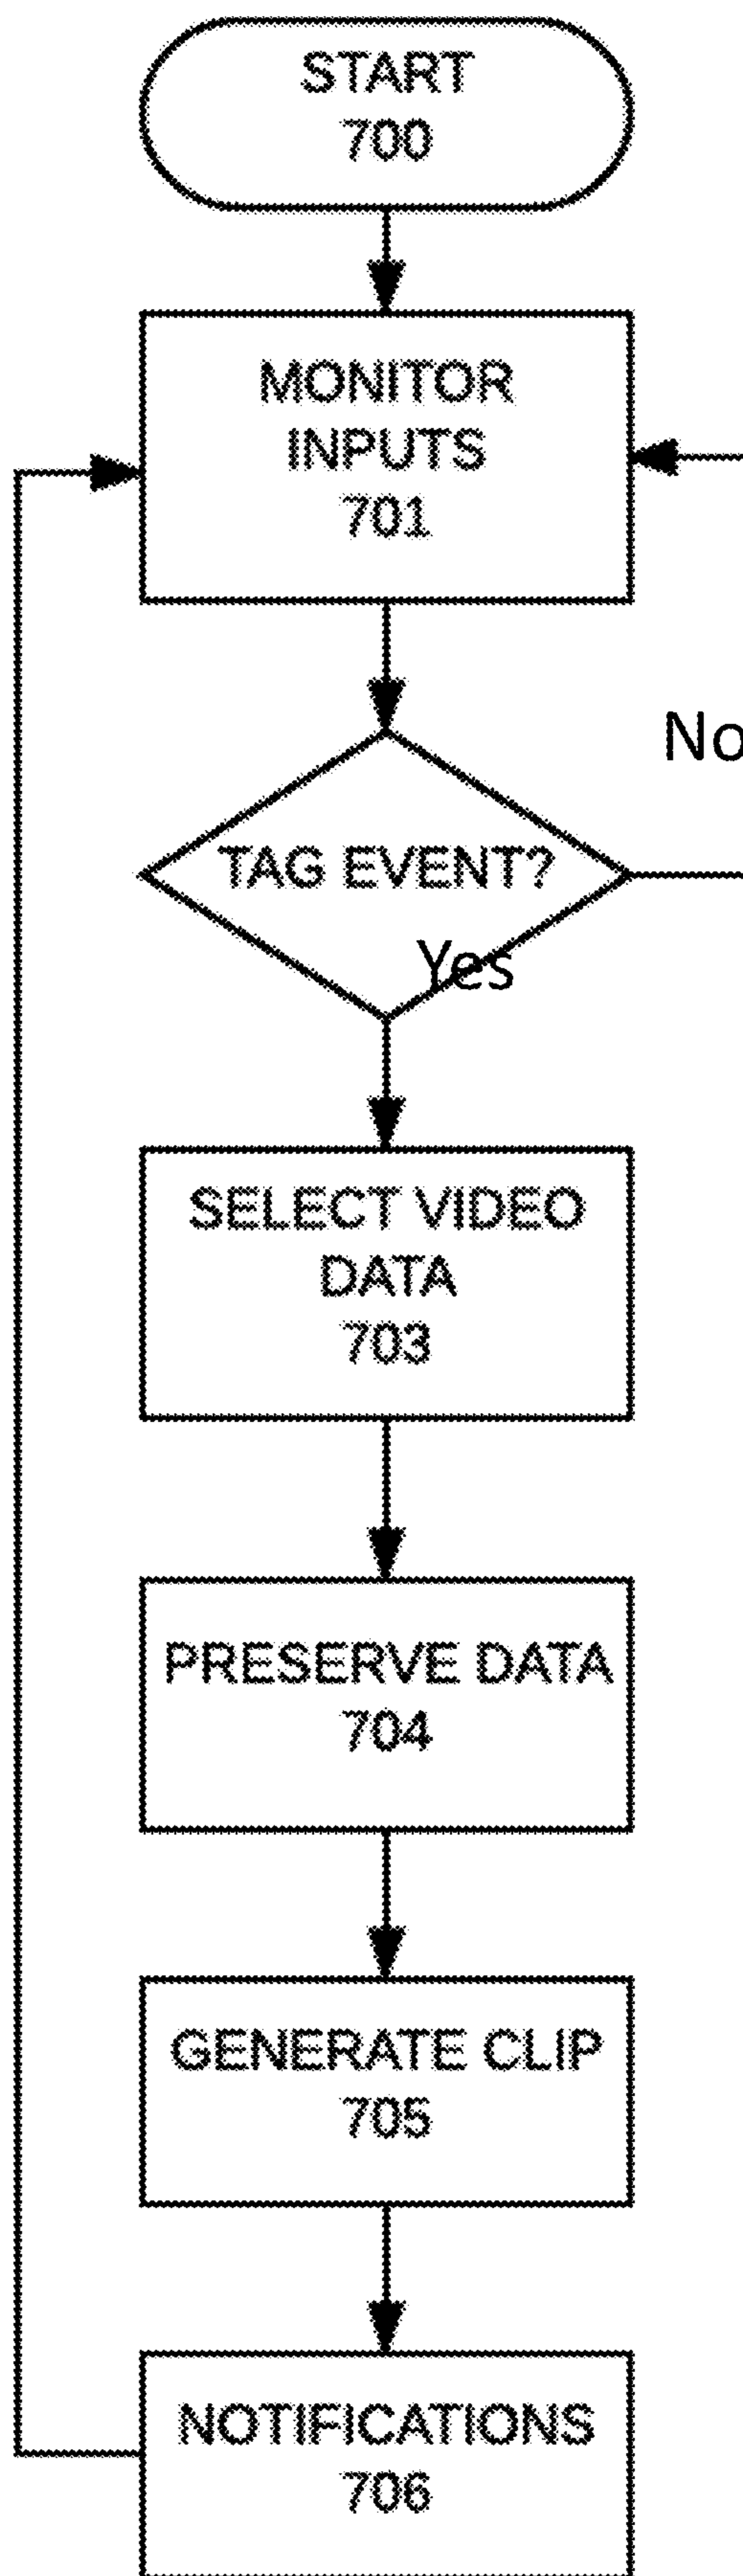 START
700
MONITOR
INPUTS
701
No
TAG EVENT?
Yes
SELECT VIDEO
DATA
703
PRESERVE DATA
704
GENERATE CLIP
705
NOTIFICATIONS
706